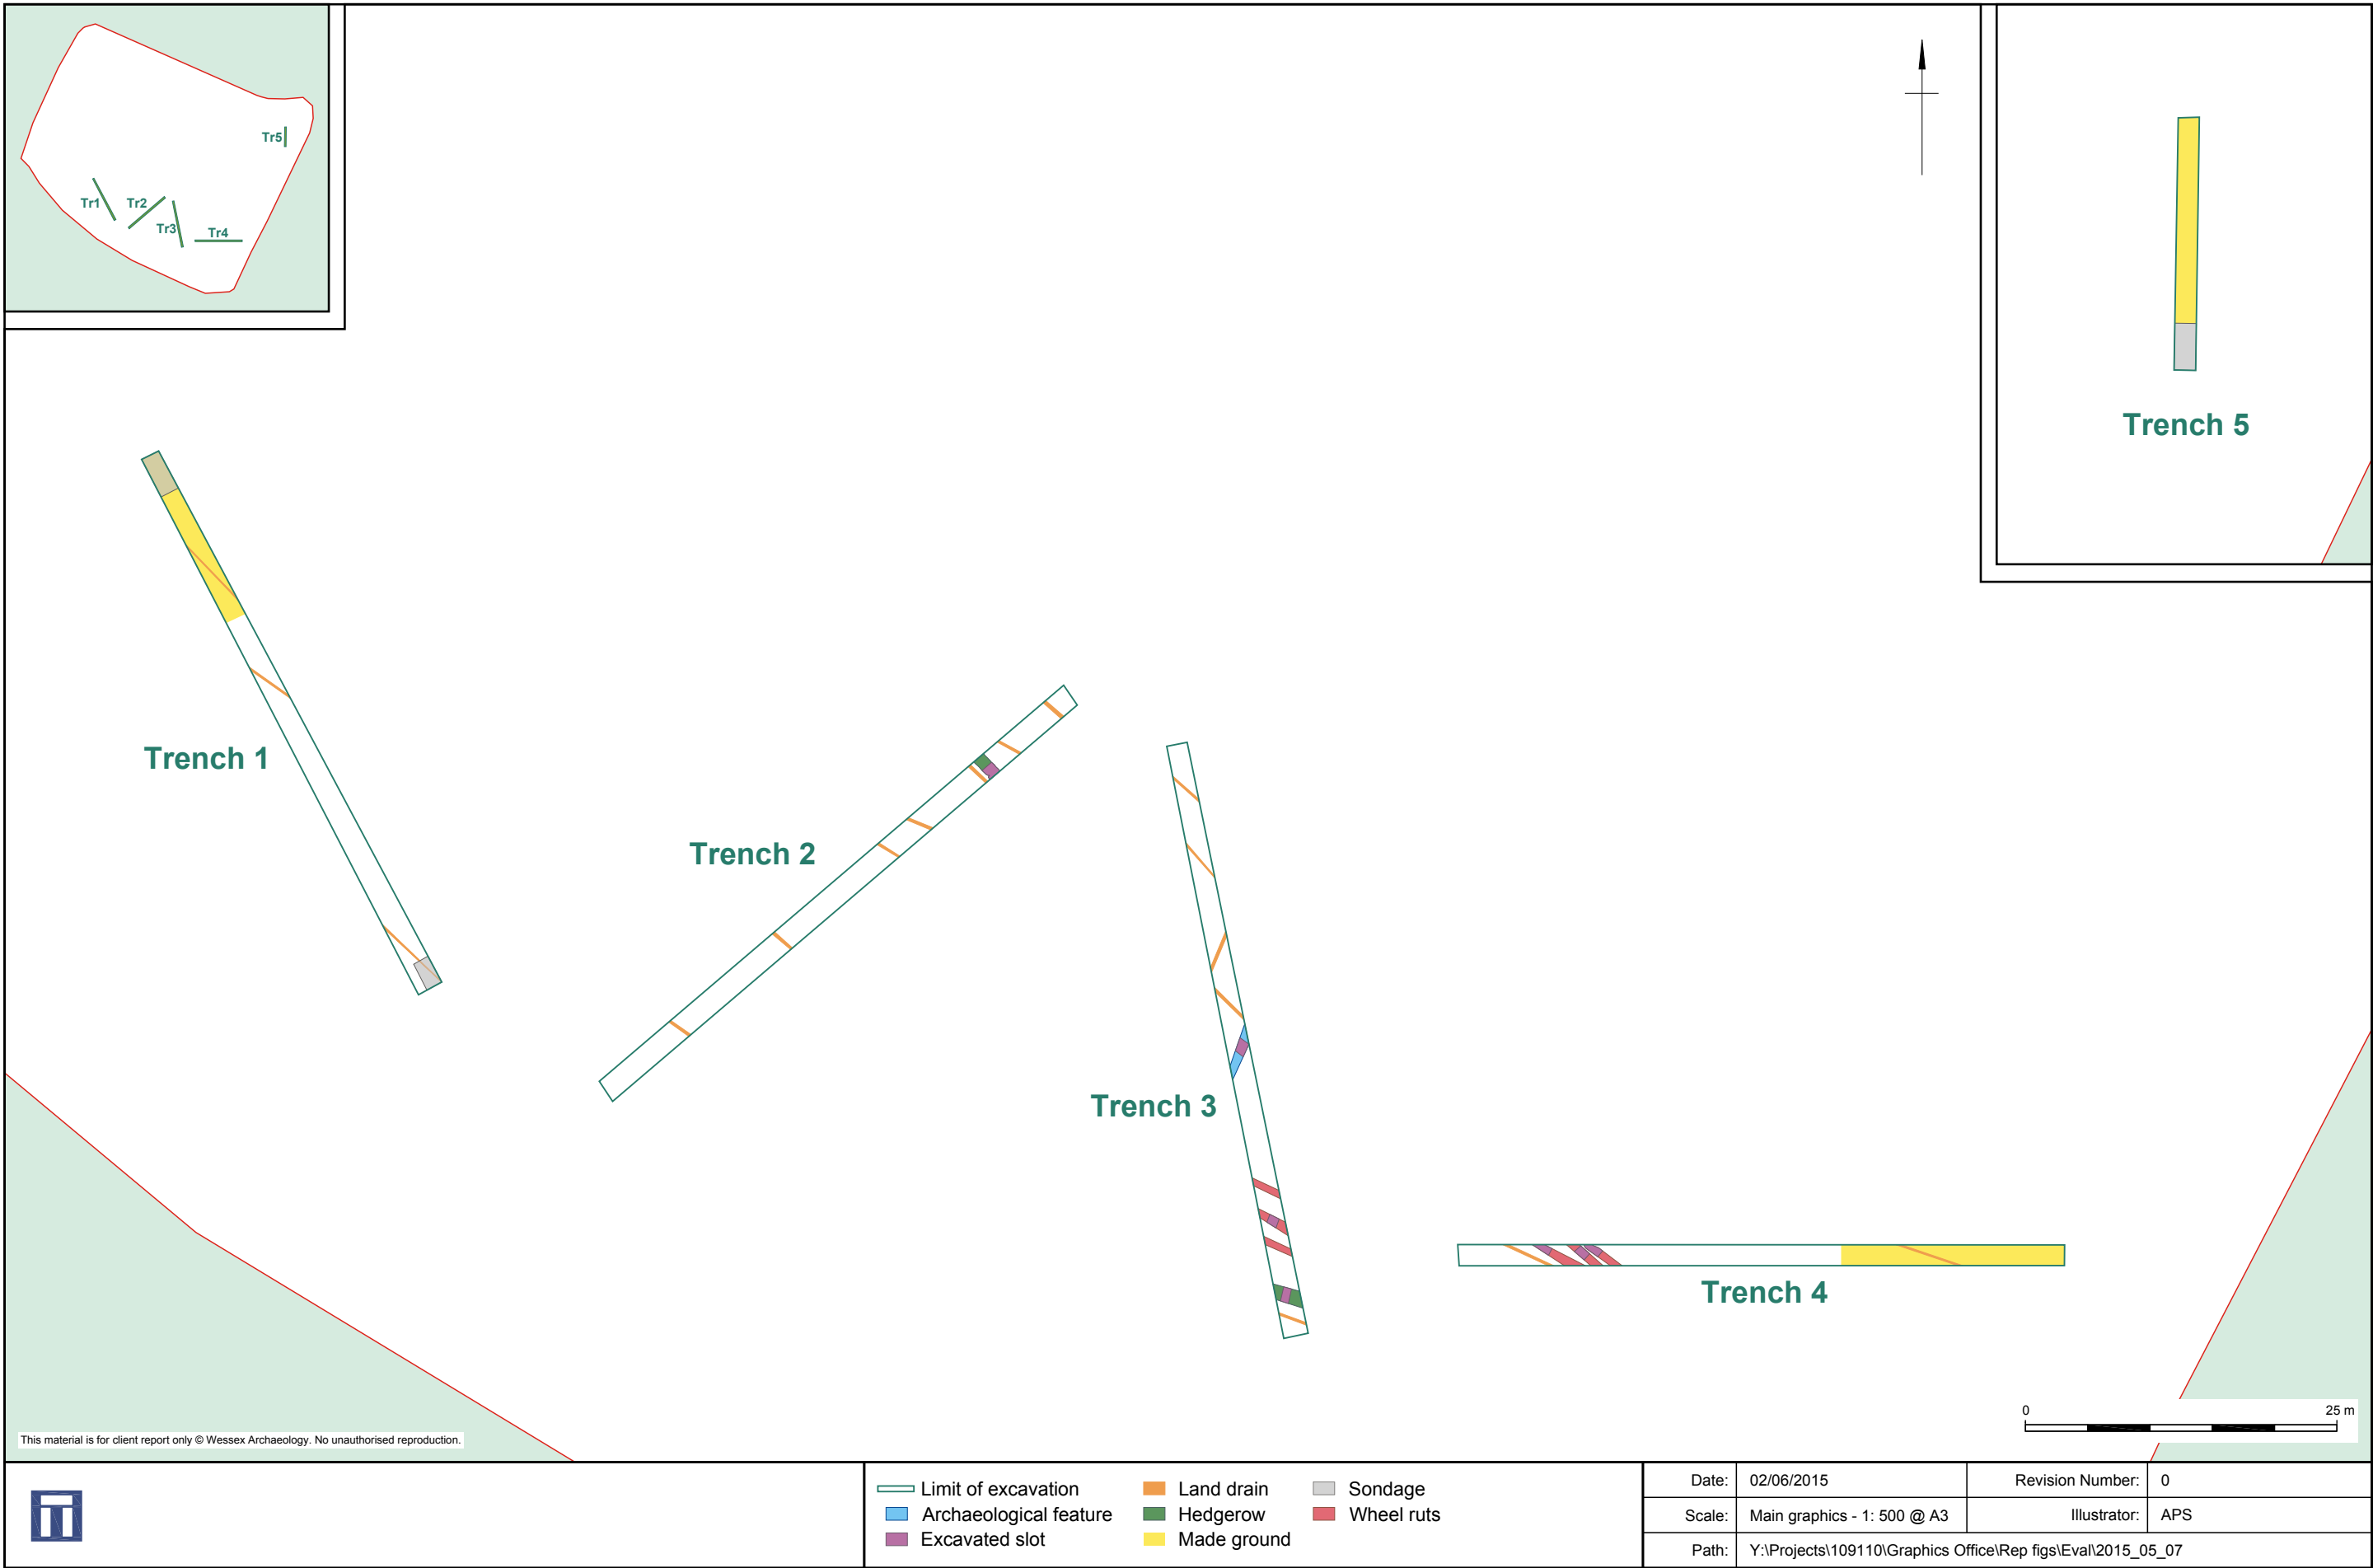 Tr5
Tr1
Tr2
Tr3
Tr4
Trench 5
Trench 1
Trench 2
Trench 3
Trench 4
0 25 m
This material is for client report only © Wessex Archaeology. No unauthorised reproduction.
Limit of excavation
Archaeological feature
Excavated slot
Land drain
Hedgerow
Made ground
Sondage
Wheel ruts
Date: 02/06/2015 Revision Number: 0
Scale: Main graphics - 1: 500 @ A3 Illustrator: APS
Path: Y:\Projects\109110\Graphics Office\Rep figs\Eval\2015_05_07